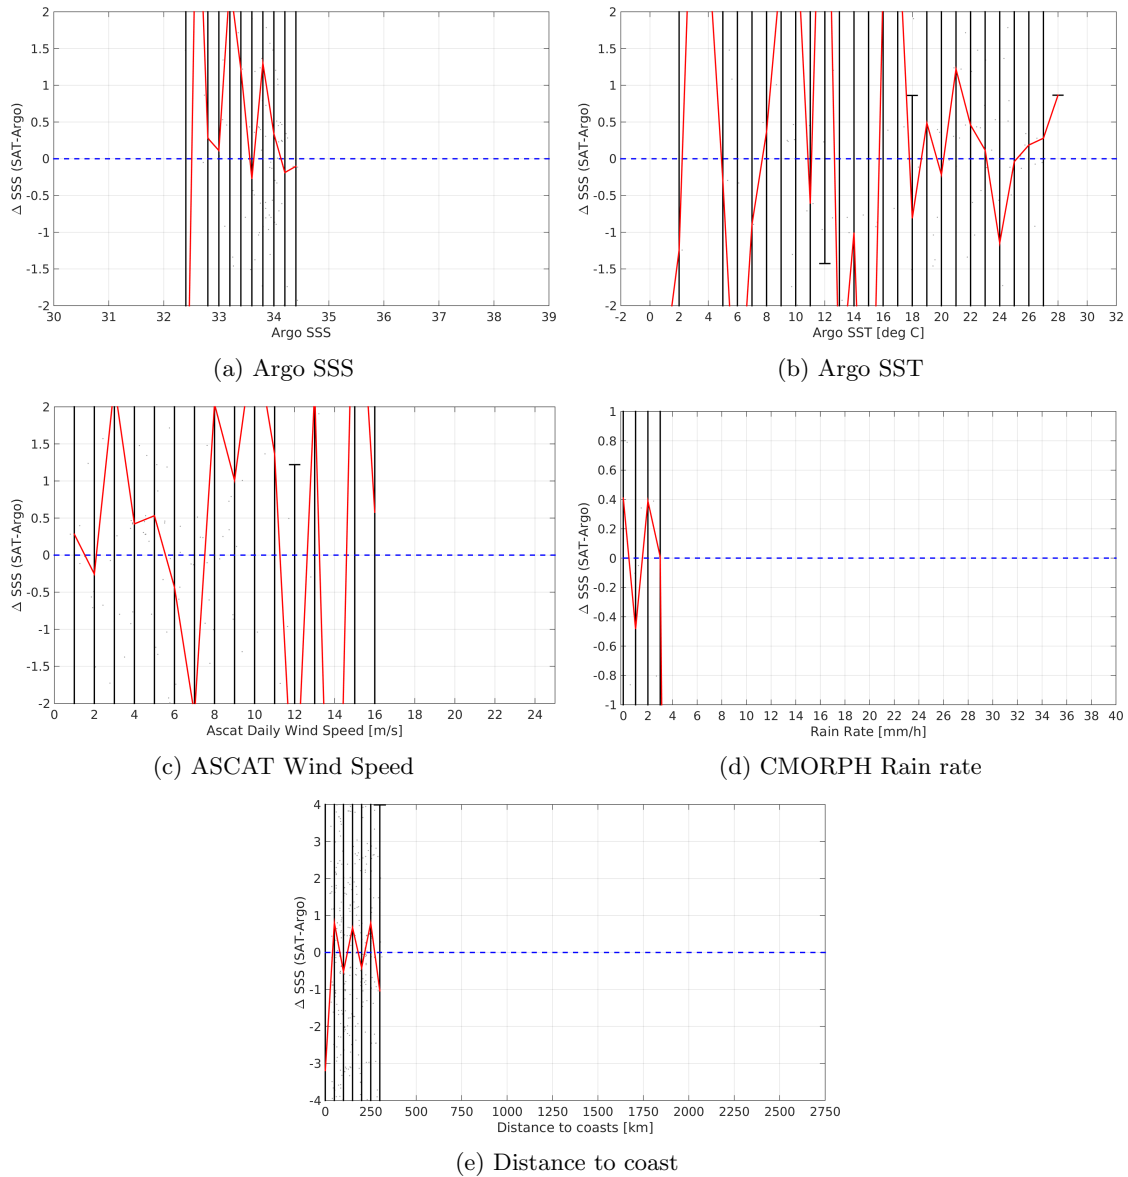 2
1.5
1
0.5
0
-0.5
-1
-1.5
-2
Δ SSS (SAT-Argo)
30 31 32 33 34 35 36 37 38 39
Argo SSS
(a) Argo SSS
2
1.5
1
0.5
0
-0.5
-1
-1.5
-2
Δ SSS (SAT-Argo)
-2 0 2 4 6 8 10 12 14 16 18 20 22 24 26 28 30 32
Argo SST [deg C]
(b) Argo SST
2
1.5
1
0.5
0
-0.5
-1
-1.5
-2
Δ SSS (SAT-Argo)
0 2 4 6 8 10 12 14 16 18 20 22 24
Ascat Daily Wind Speed [m/s]
(c) ASCAT Wind Speed
1
0.8
0.6
0.4
0.2
0
-0.2
-0.4
-0.6
-0.8
-1
Δ SSS (SAT-Argo)
0 2 4 6 8 10 12 14 16 18 20 22 24 26 28 30 32 34 36 38 40
Rain Rate [mm/h]
(d) CMORPH Rain rate
4
3
2
1
0
-1
-2
-3
-4
Δ SSS (SAT-Argo)
0 250 500 750 1000 1250 1500 1750 2000 2250 2500 2750
Distance to coasts [km]
(e) Distance to coast